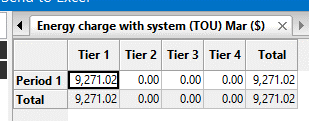 Send to Excel
Energy charge with system (TOU) Mar ($)
Tier 1 Tier 2 Tier 3 Tier 4 Total
Period 1 9,271.02 0.00 0.00 0.00 9,271.02
Total 9,271.02 0.00 0.00 0.00 9,271.02